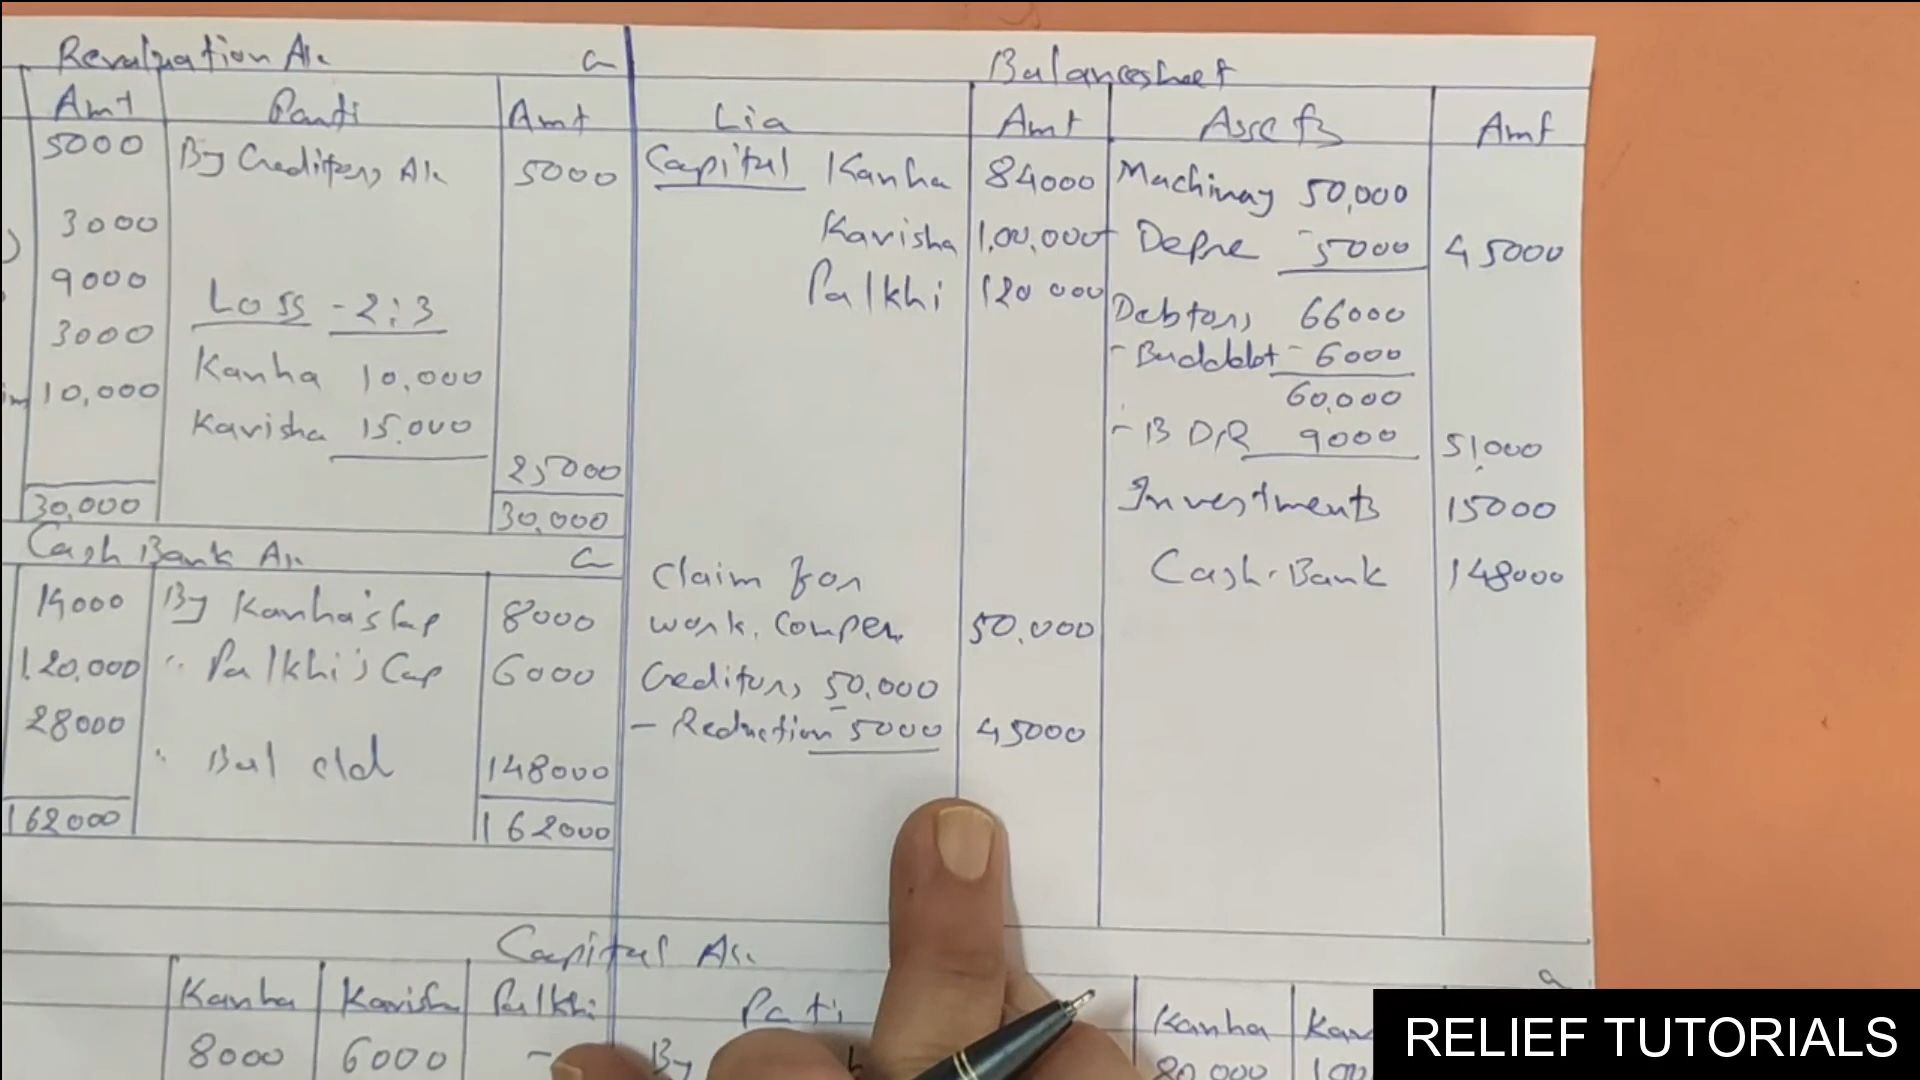 Revaluation A/c Cr
Amt Parti Amt
5000 By Creditors A/c 5000
3000
9000 Loss - 2:3
3000 Kanha 10,000
10,000 Kavisha 15,000
25000
30,000 30,000
Cash Bank A/c Cr
14000 By Kanha's Cap 8000
1,20,000 " Palkhi's Cap 6000
28000
" Bal c/d 148000
162000 162000
Balancesheet
Lia Amt Assets Amt
Capital Kanha 84000 Machinay 50,000
Kavisha 1,00,000 Depre - 5000 45000
Palkhi 120 000 Debtors 66000
- Baddebt - 6000
60,000
- B D R 9000 51,000
Investments 15000
Claim for Cash-Bank 148000
work. Compen. 50,000
Creditors 50,000
- Reduction 5000 45000
Capital A/c
Kanha Kavisha Palkhi Parti Kanha
8000 6000 - By 80,000
RELIEF TUTORIALS